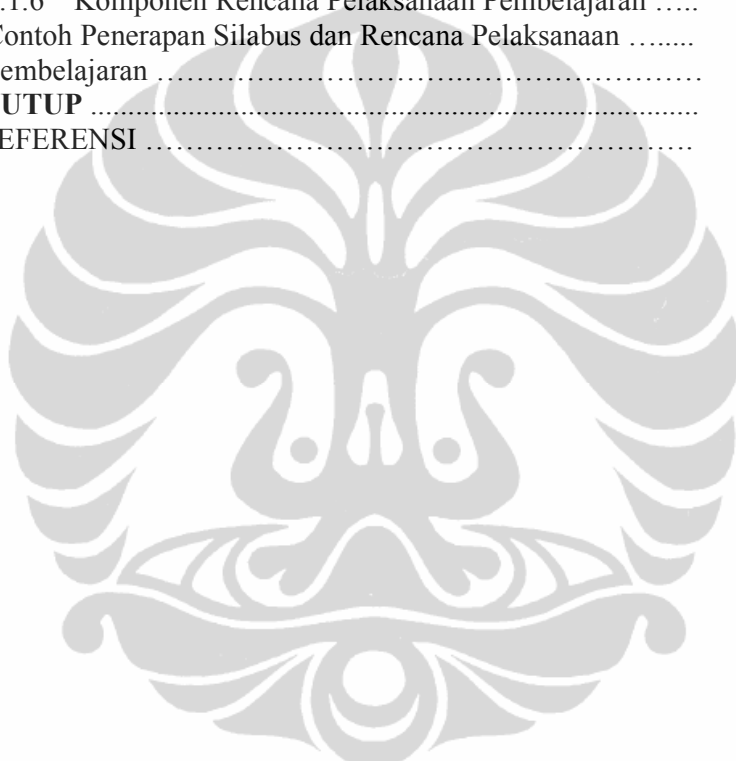 .1.6 Komponen Rencana Pelaksanaan Pembelajaran …..
Contoh Penerapan Silabus dan Rencana Pelaksanaan ….....
embelajaran ……………………………..………………………
UTUP ...................................................................................
EFERENSI ……………………………………………….